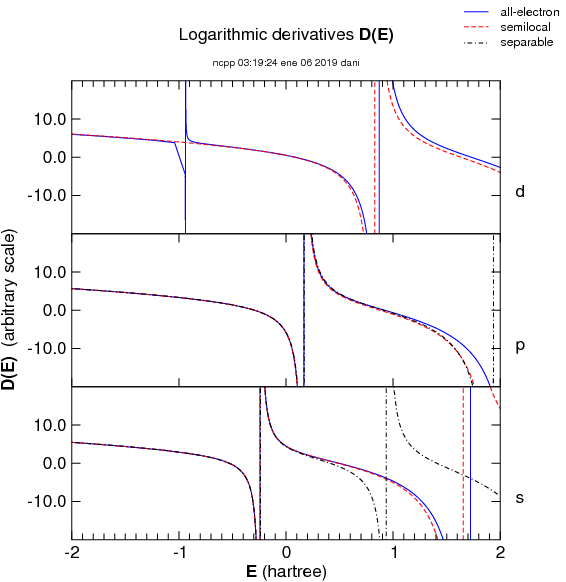 all-electron
semilocal
separable
Logarithmic derivatives D(E)
ncpp 03:19:24 ene 06 2019 dani
10.0
0.0
-10.0
d
10.0
0.0
-10.0
p
10.0
0.0
-10.0
s
D(E) (arbitrary scale)
-2 -1 0 1 2
E (hartree)